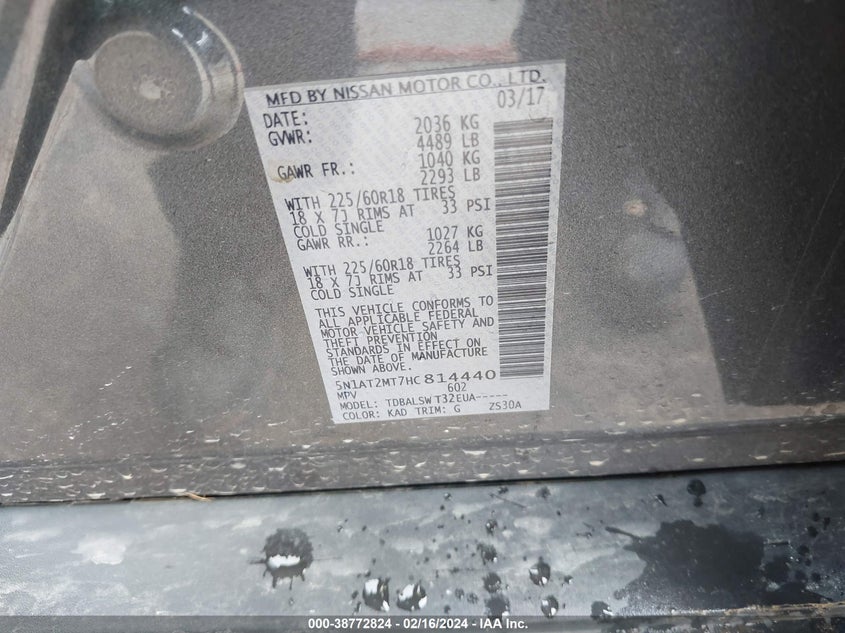 MFD BY NISSAN MOTOR CO., LTD.
DATE: 03/17
GVWR: 2036 KG
4489 LB
GAWR FR.: 1040 KG
2293 LB
WITH 225/60R18 TIRES
18 X 7J RIMS AT 33 PSI
COLD SINGLE
GAWR RR.: 1027 KG
2264 LB
WITH 225/60R18 TIRES
18 X 7J RIMS AT 33 PSI
COLD SINGLE
THIS VEHICLE CONFORMS TO
ALL APPLICABLE FEDERAL
MOTOR VEHICLE SAFETY AND
THEFT PREVENTION
STANDARDS IN EFFECT ON
THE DATE OF MANUFACTURE
SHOWN ABOVE.
5N1AT2MT7HC814440
MPV 602
MODEL: TDBALSW T32EUA-----
COLOR: KAD TRIM: G ZS30A
000-38772824 - 02/16/2024 - IAA Inc.